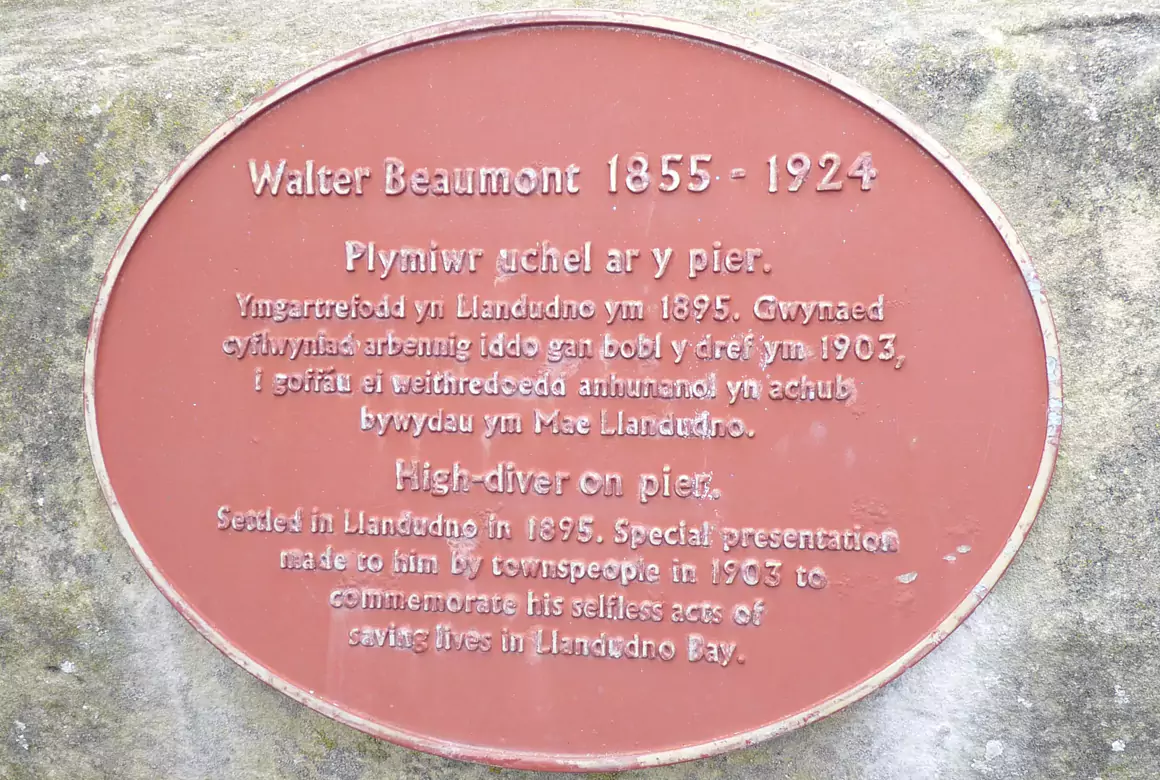 Walter Beaumont 1855 - 1924
Plymiwr uchel ar y pier.
Ymgartrefodd yn Llandudno ym 1895. Gwynaed
cyflwyniad arbennig iddo gan bobl y dref ym 1903,
i goffáu ei weithredoedd anhunanol yn achub
bywydau ym Mae Llandudno.
High-diver on pier.
Settled in Llandudno in 1895. Special presentation
made to him by townspeople in 1903 to
commemorate his selfless acts of
saving lives in Llandudno Bay.